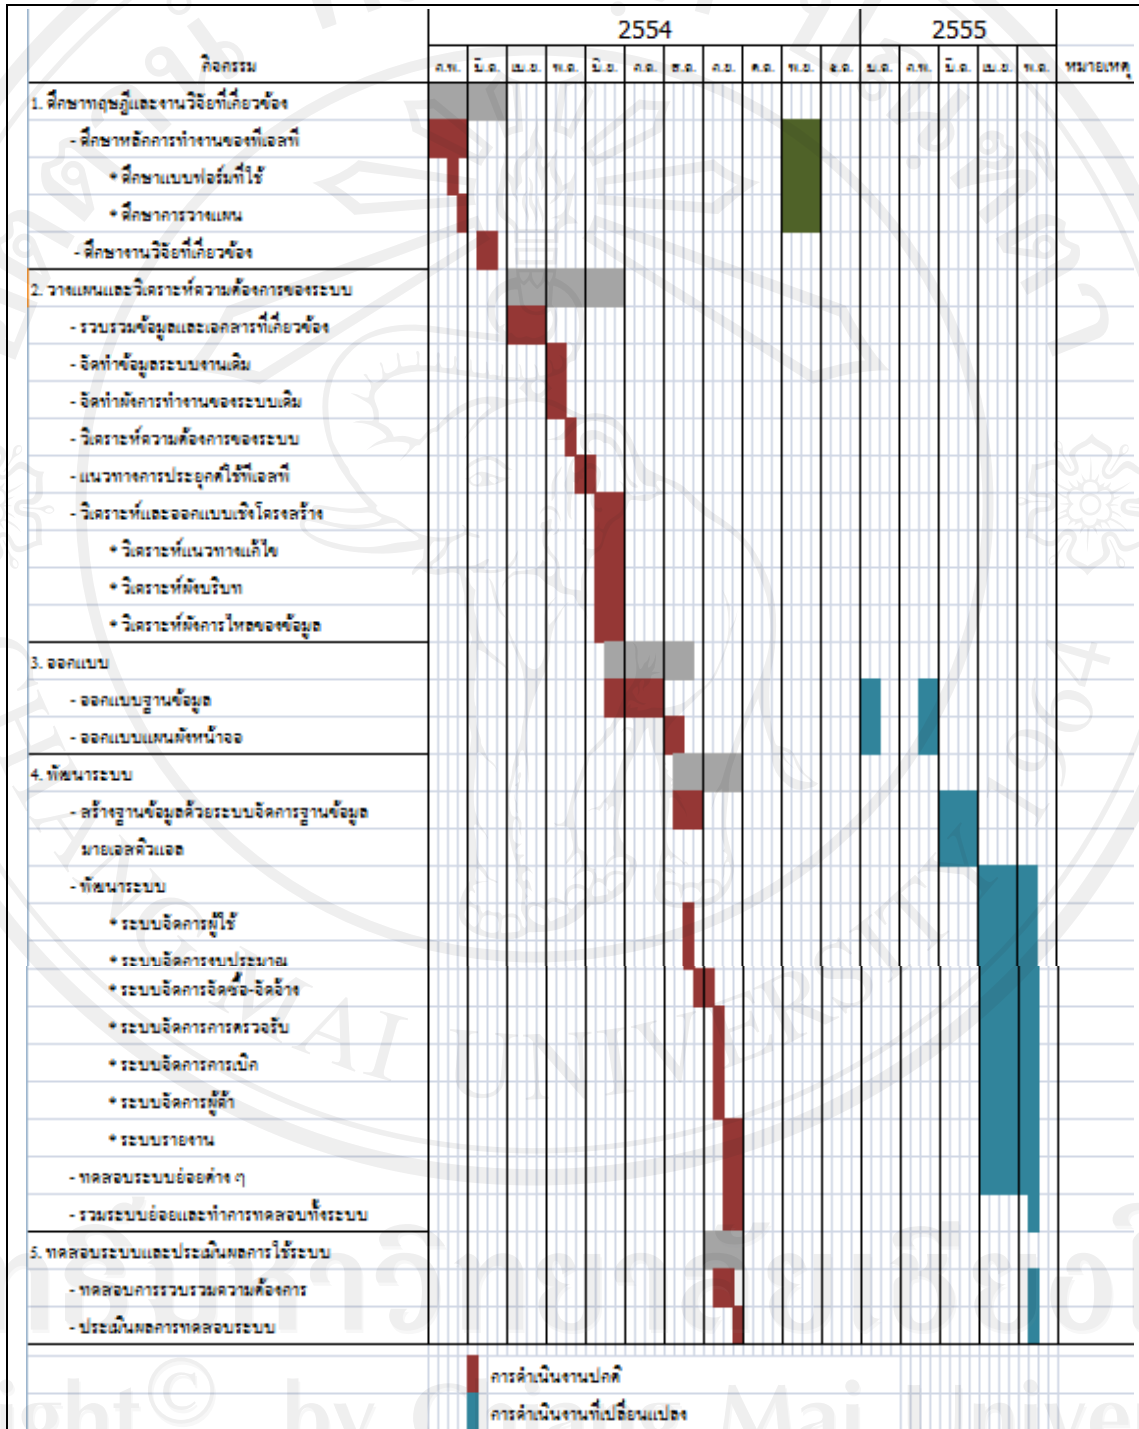 2554 2555
กิจกรรม ก.พ. มี.ค. เม.ย. พ.ค. มิ.ย. ก.ค. ส.ค. ก.ย. ต.ค. พ.ย. ธ.ค. ม.ค. ก.พ. มี.ค. เม.ย. พ.ค. หมายเหตุ
1. ศึกษาทฤษฎีและงานวิจัยที่เกี่ยวข้อง
- ศึกษาหลักการทำงานของทีเอสพี
* ศึกษาแบบฟอร์มที่ใช้
* ศึกษาการวางแผน
- ศึกษางานวิจัยที่เกี่ยวข้อง
2. วางแผนและวิเคราะห์ความต้องการของระบบ
- รวบรวมข้อมูลและเอกสารที่เกี่ยวข้อง
- จัดทำข้อมูลระบบงานเดิม
- จัดทำผังการทำงานของระบบเดิม
- วิเคราะห์ความต้องการของระบบ
- แนวทางการประยุกต์ใช้ทีเอสพี
- วิเคราะห์และออกแบบเชิงโครงสร้าง
* วิเคราะห์แนวทางแก้ไข
* วิเคราะห์ผังบริบท
* วิเคราะห์ผังการไหลของข้อมูล
3. ออกแบบ
- ออกแบบฐานข้อมูล
- ออกแบบแผนผังหน้าจอ
4. พัฒนาระบบ
- สร้างฐานข้อมูลด้วยระบบจัดการฐานข้อมูล
มายเอสคิวแอล
- พัฒนาระบบ
* ระบบจัดการผู้ใช้
* ระบบจัดการงบประมาณ
* ระบบจัดการจัดซื้อ-จัดจ้าง
* ระบบจัดการการตรวจรับ
* ระบบจัดการการเบิก
* ระบบจัดการผู้ค้า
* ระบบรายงาน
- ทดสอบระบบย่อยต่าง ๆ
- รวมระบบย่อยและทำการทดสอบทั้งระบบ
5. ทดสอบระบบและประเมินผลการใช้ระบบ
- ทดสอบการรวบรวมความต้องการ
- ประเมินผลการทดสอบระบบ
การดำเนินงานปกติ
การดำเนินงานที่เปลี่ยนแปลง
CHIANG MAI UNIVERSITY 1964